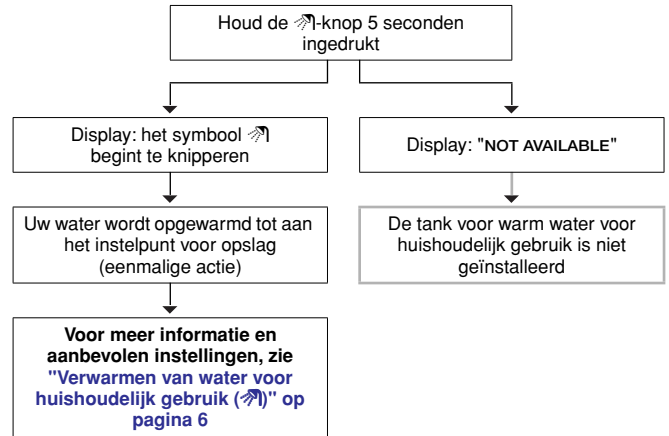 Houd de -knop 5 seconden
ingedrukt
Display: het symbool
begint te knipperen
Display: "NOT AVAILABLE"
Uw water wordt opgewarmd tot aan
het instelpunt voor opslag
(eenmalige actie)
De tank voor warm water voor
huishoudelijk gebruik is niet
geïnstalleerd
Voor meer informatie en
aanbevolen instellingen, zie
"Verwarmen van water voor
huishoudelijk gebruik ()" op
pagina 6